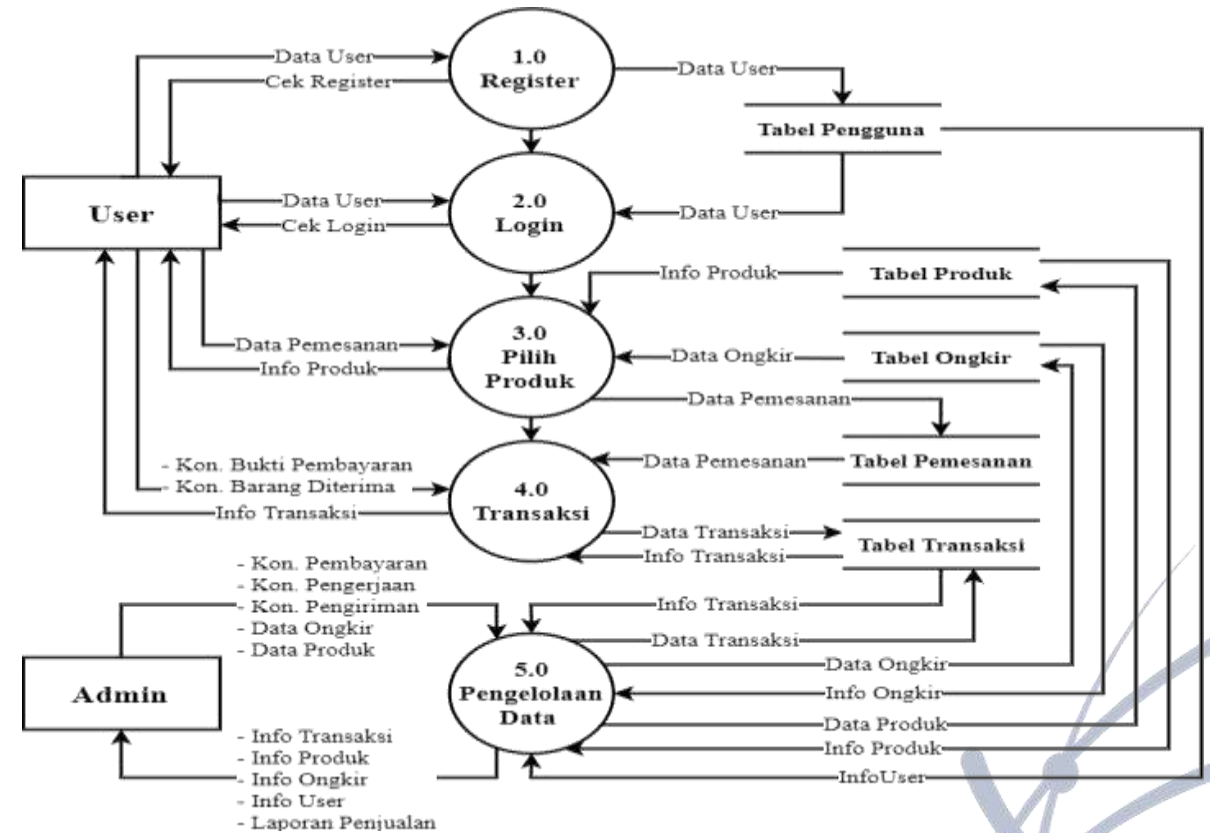 1.0
Register
Data User
Cek Register
Data User
Tabel Pengguna
User
Data User
Cek Login
2.0
Login
Data User
Info Produk
Tabel Produk
3.0
Pilih
Produk
Data Pemesanan
Info Produk
Data Ongkir
Tabel Ongkir
Data Pemesanan
- Kon. Bukti Pembayaran
- Kon. Barang Diterima
Info Transaksi
4.0
Transaksi
Data Pemesanan
Tabel Pemesanan
Data Transaksi
Info Transaksi
Tabel Transaksi
- Kon. Pembayaran
- Kon. Pengerjaan
- Kon. Pengiriman
- Data Ongkir
- Data Produk
Info Transaksi
Data Transaksi
Admin
5.0
Pengelolaan
Data
Data Ongkir
Info Ongkir
Data Produk
Info Produk
InfoUser
- Info Transaksi
- Info Produk
- Info Ongkir
- Info User
- Laporan Penjualan